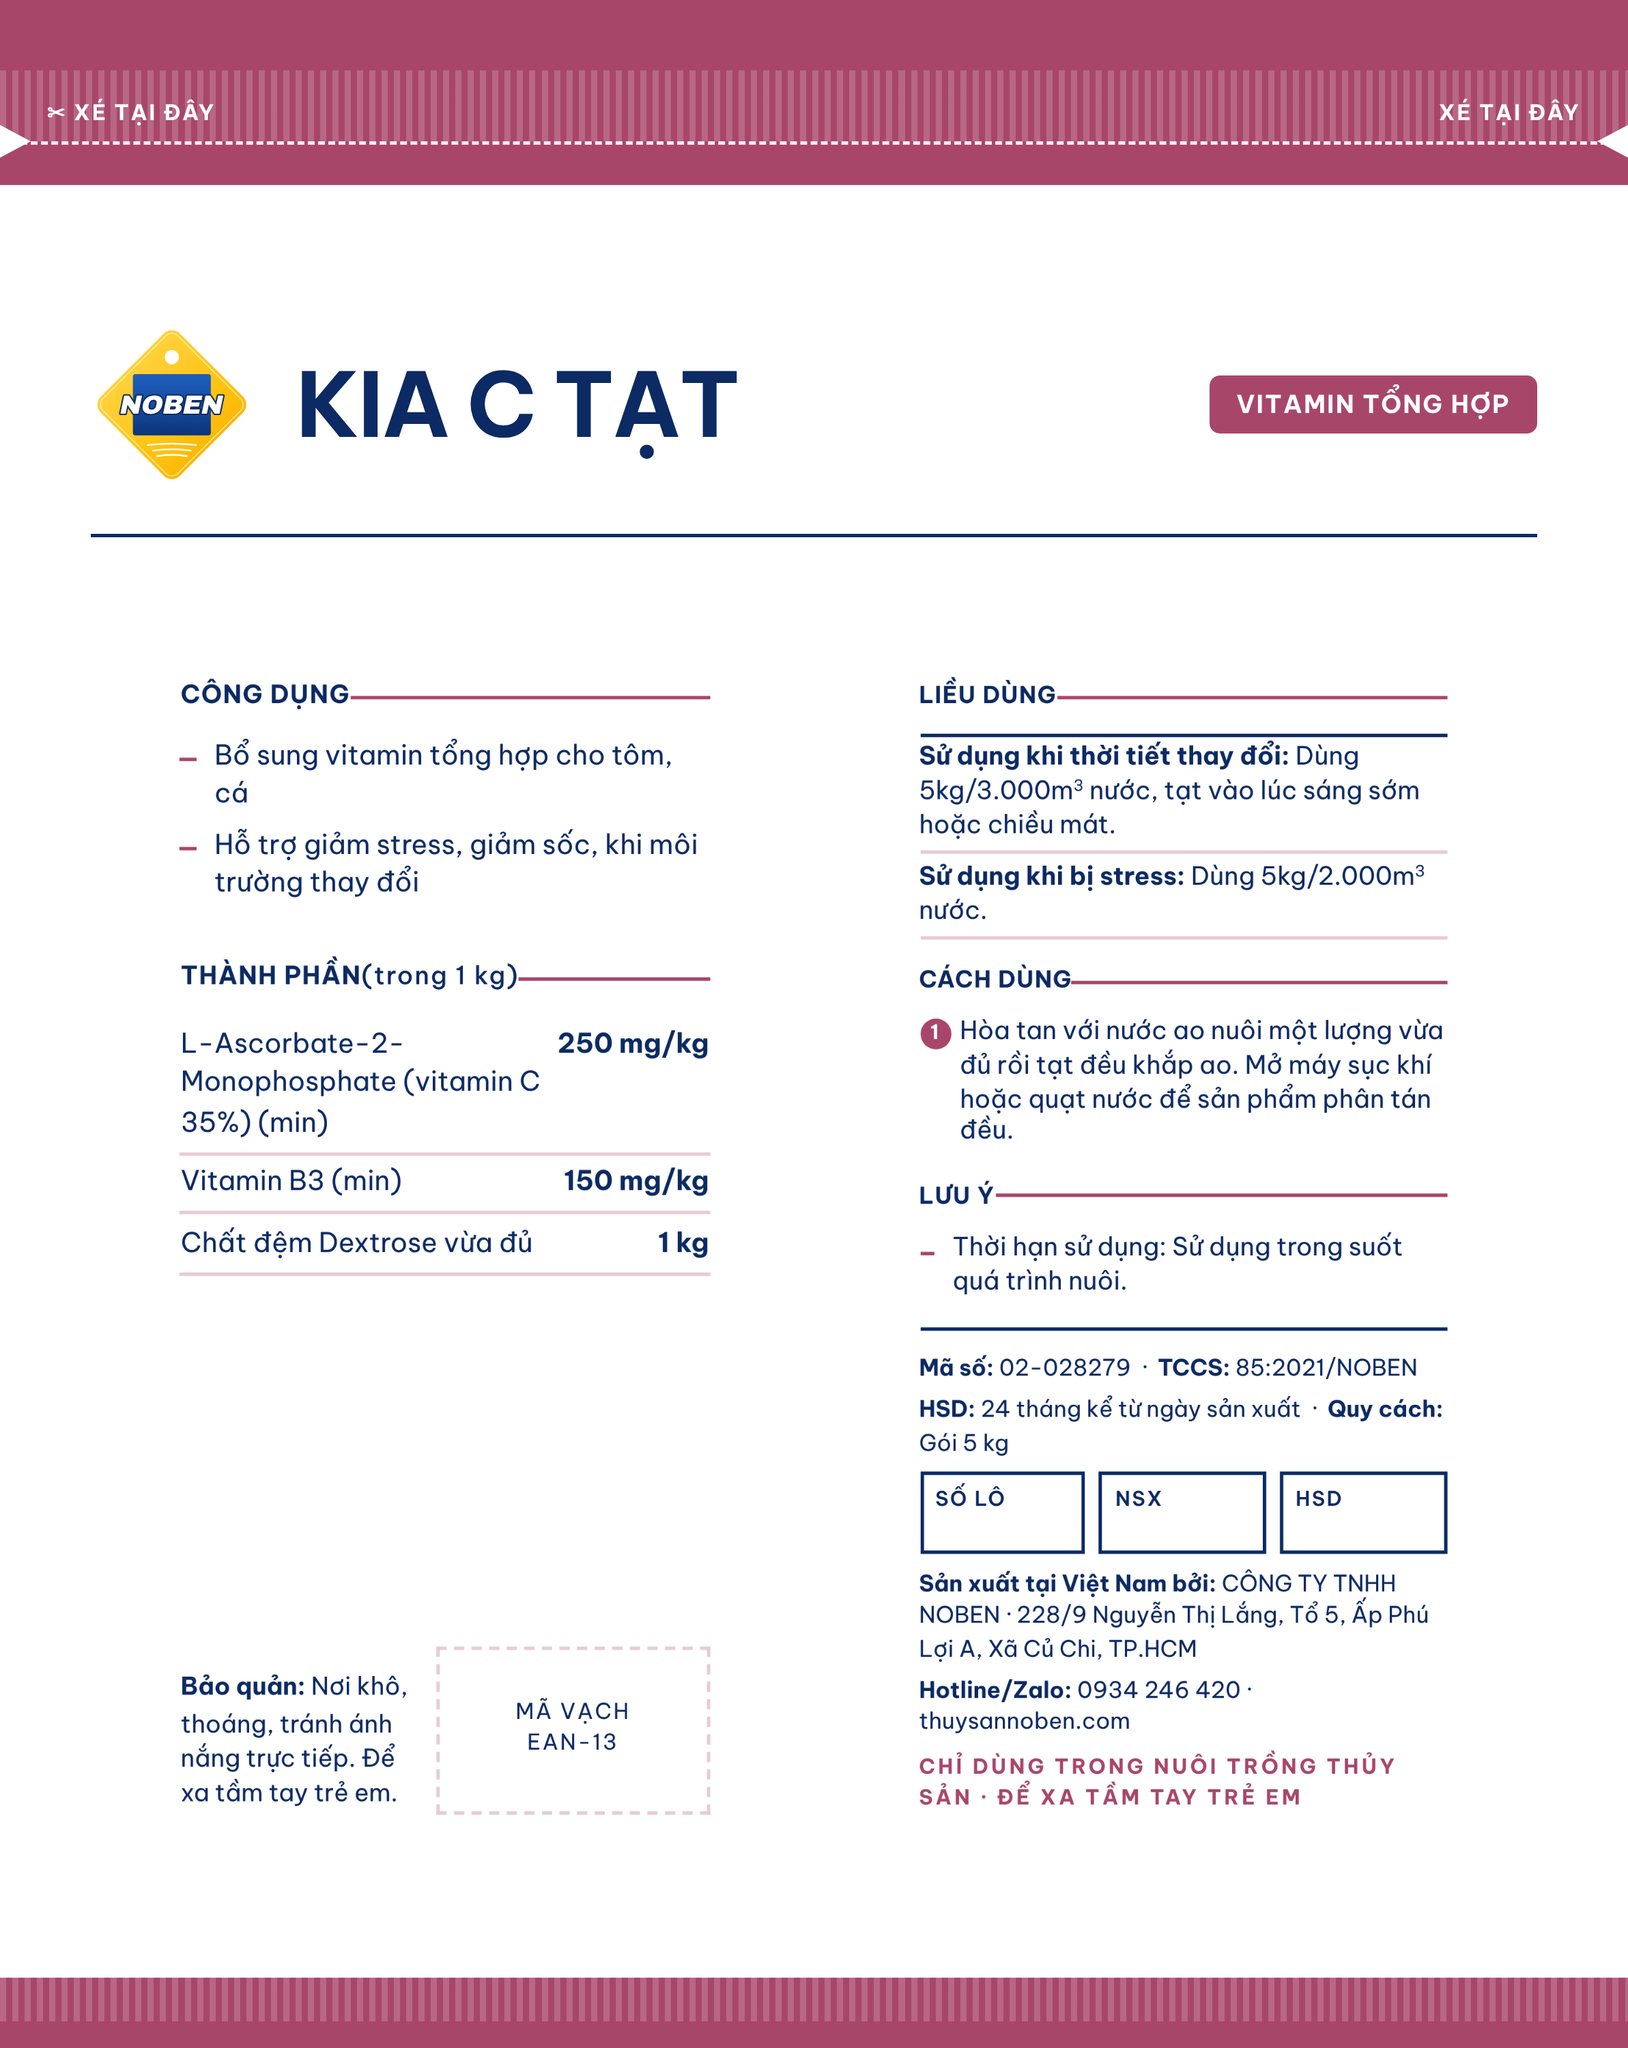 ✂ XÉ TẠI ĐÂY
XÉ TẠI ĐÂY
NOBEN
KIA C TẠT
VITAMIN TỔNG HỢP
CÔNG DỤNG
– Bổ sung vitamin tổng hợp cho tôm,
cá
– Hỗ trợ giảm stress, giảm sốc, khi môi
trường thay đổi
THÀNH PHẦN(trong 1 kg)
L-Ascorbate-2- 250 mg/kg
Monophosphate (vitamin C
35%) (min)
Vitamin B3 (min) 150 mg/kg
Chất đệm Dextrose vừa đủ 1 kg
Bảo quản: Nơi khô,
thoáng, tránh ánh
nắng trực tiếp. Để
xa tầm tay trẻ em.
MÃ VẠCH
EAN-13
LIỀU DÙNG
Sử dụng khi thời tiết thay đổi: Dùng
5kg/3.000m³ nước, tạt vào lúc sáng sớm
hoặc chiều mát.
Sử dụng khi bị stress: Dùng 5kg/2.000m³
nước.
CÁCH DÙNG
1 Hòa tan với nước ao nuôi một lượng vừa
đủ rồi tạt đều khắp ao. Mở máy sục khí
hoặc quạt nước để sản phẩm phân tán
đều.
LƯU Ý
– Thời hạn sử dụng: Sử dụng trong suốt
quá trình nuôi.
Mã số: 02-028279 · TCCS: 85:2021/NOBEN
HSD: 24 tháng kể từ ngày sản xuất · Quy cách:
Gói 5 kg
SỐ LÔ
NSX
HSD
Sản xuất tại Việt Nam bởi: CÔNG TY TNHH
NOBEN · 228/9 Nguyễn Thị Lắng, Tổ 5, Ấp Phú
Lợi A, Xã Củ Chi, TP.HCM
Hotline/Zalo: 0934 246 420 ·
thuysannoben.com
CHỈ DÙNG TRONG NUÔI TRỒNG THỦY
SẢN · ĐỂ XA TẦM TAY TRẺ EM